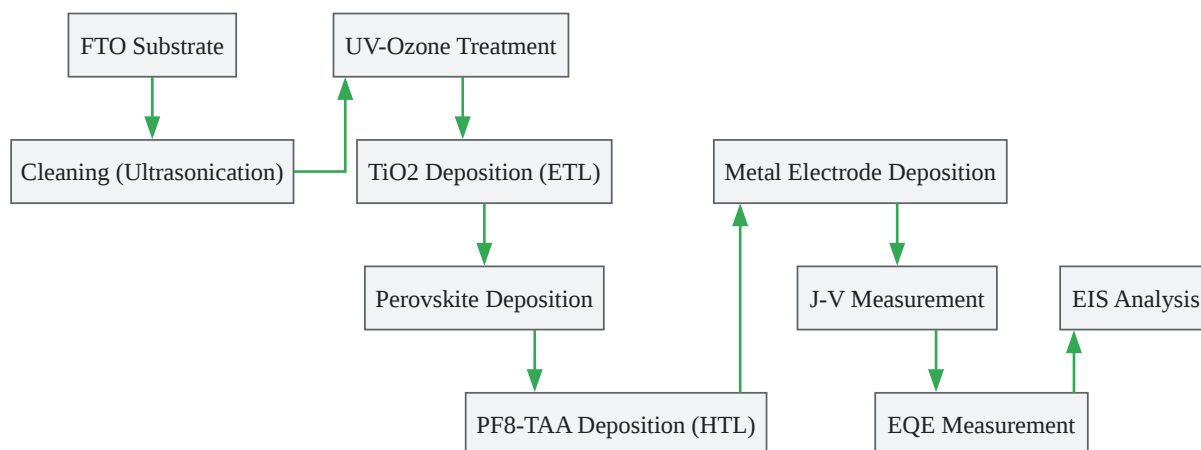 FTO Substrate
Cleaning (Ultrasonication)
UV-Ozone Treatment
TiO2 Deposition (ETL)
Perovskite Deposition
PF8-TAA Deposition (HTL)
Metal Electrode Deposition
J-V Measurement
EQE Measurement
EIS Analysis